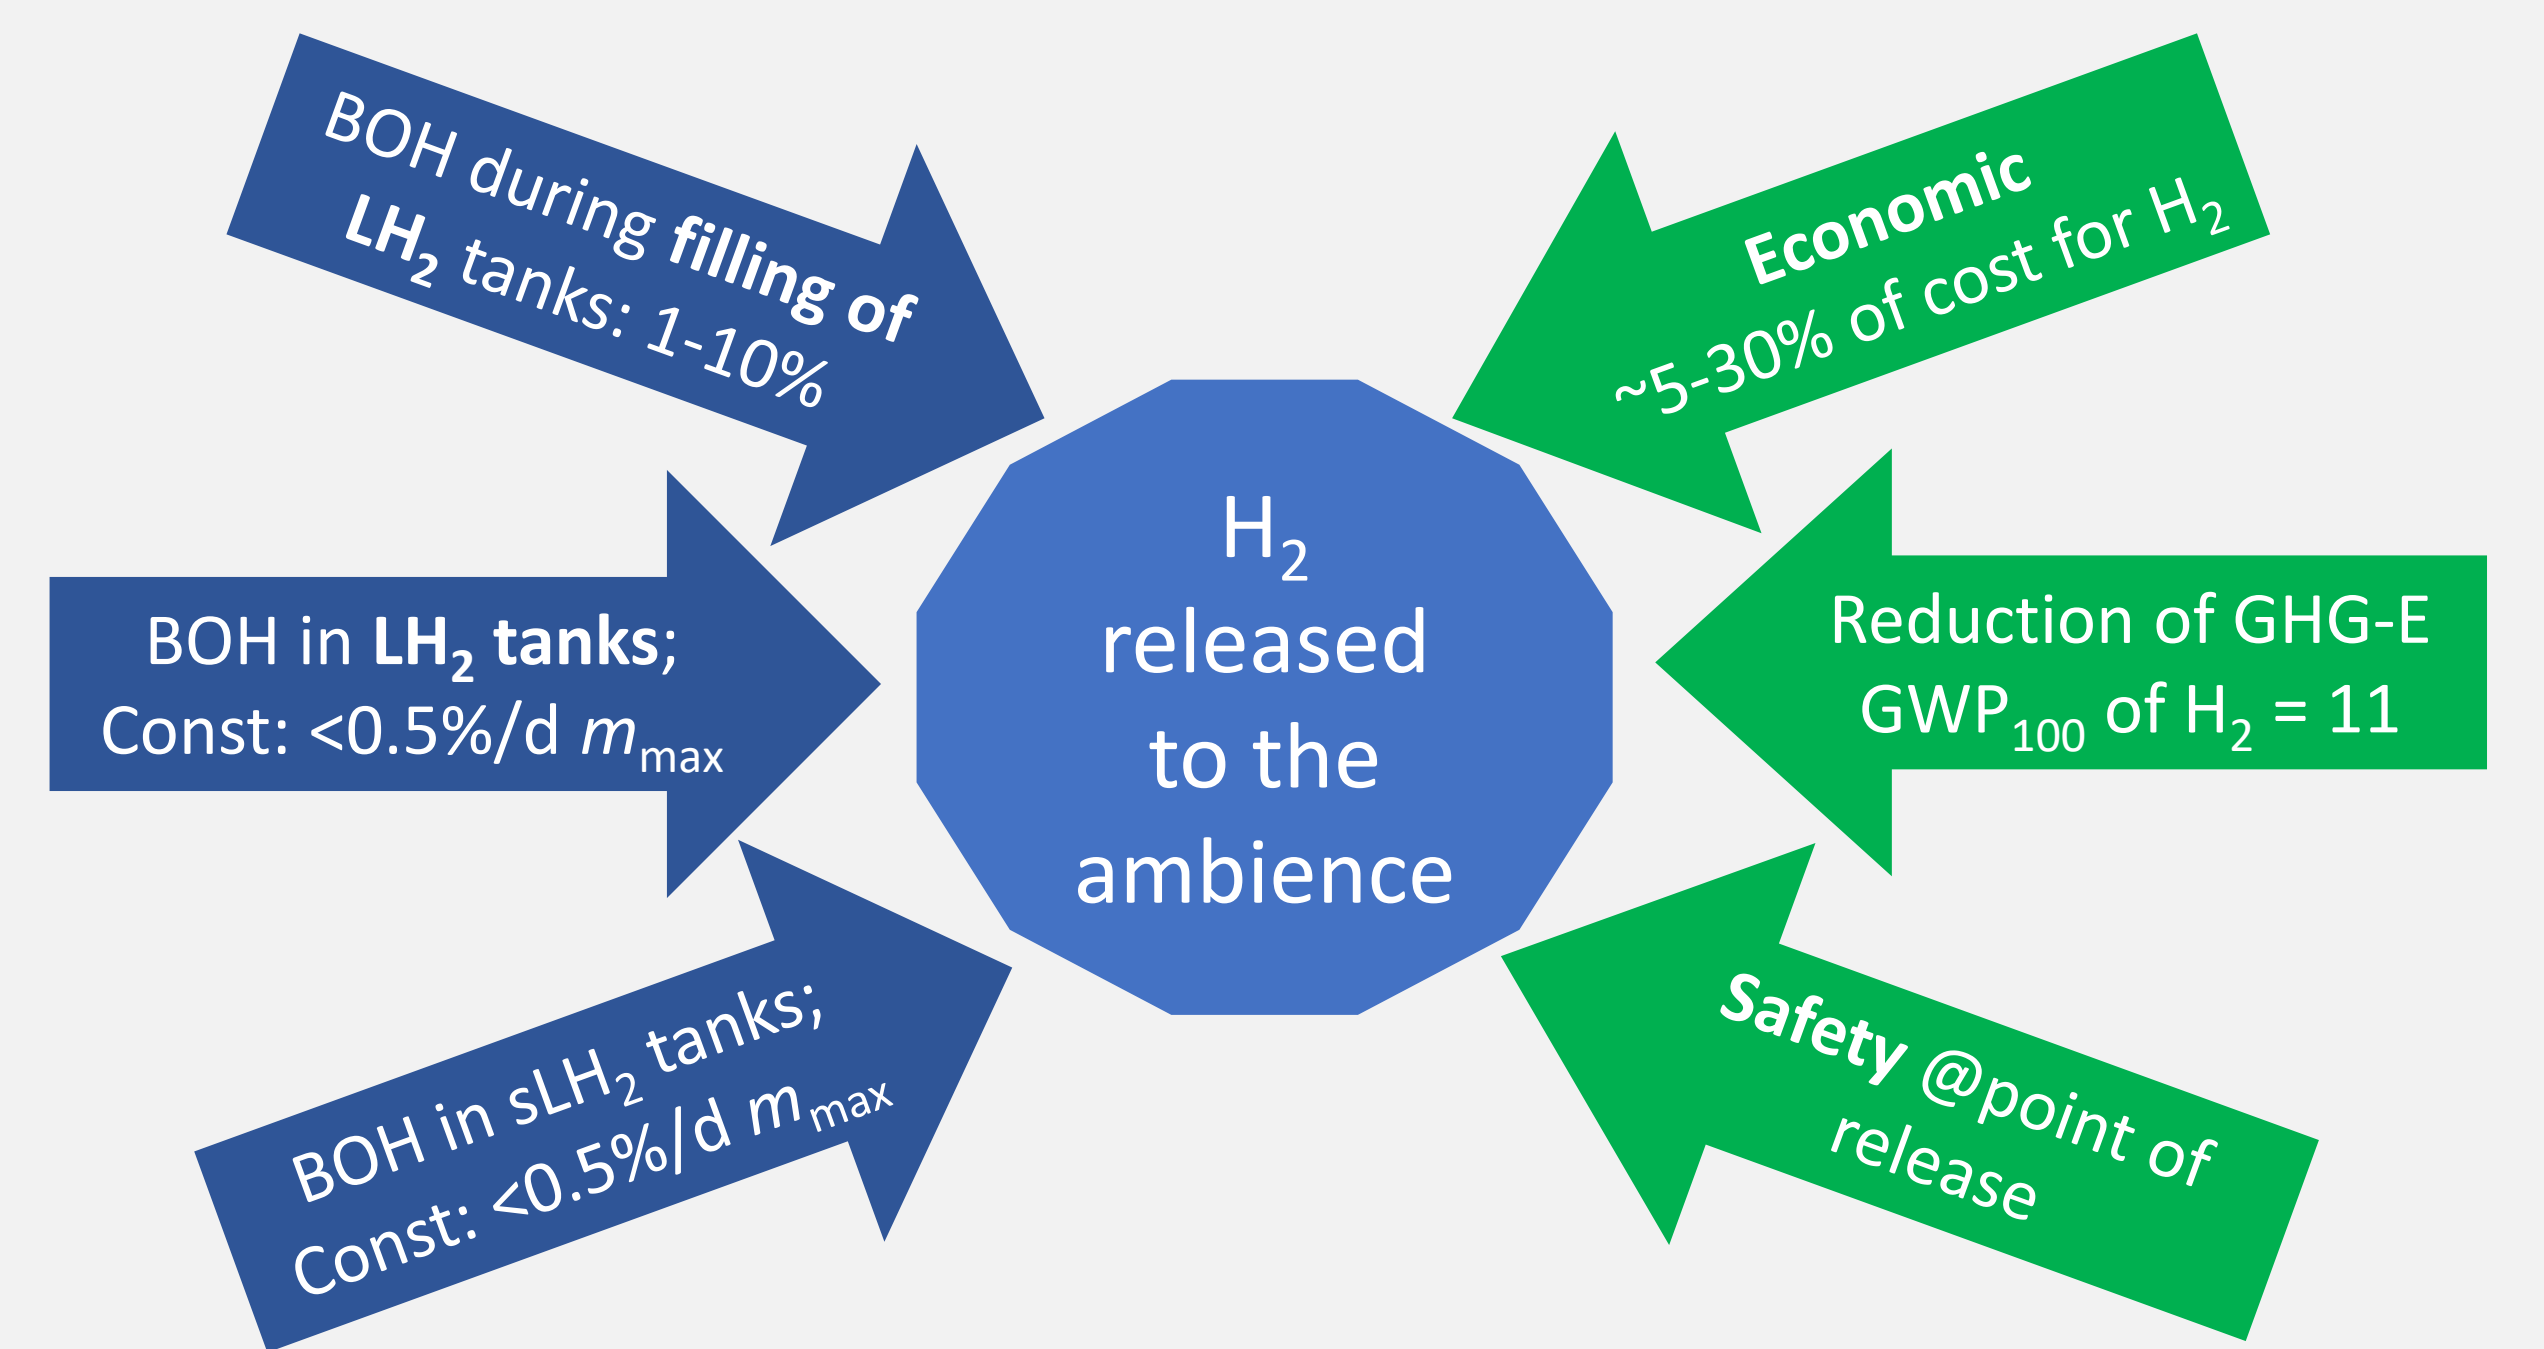 BOH during filling of
LH₂ tanks: 1-10%
BOH in LH₂ tanks;
Const: <0.5%/d mₘₐₓ
BOH in sLH₂ tanks;
Const: <0.5%/d mₘₐₓ
H₂
released
to the
ambience
Economic
~5-30% of cost for H₂
Reduction of GHG-E
GWP₁₀₀ of H₂ = 11
Safety @point of
release